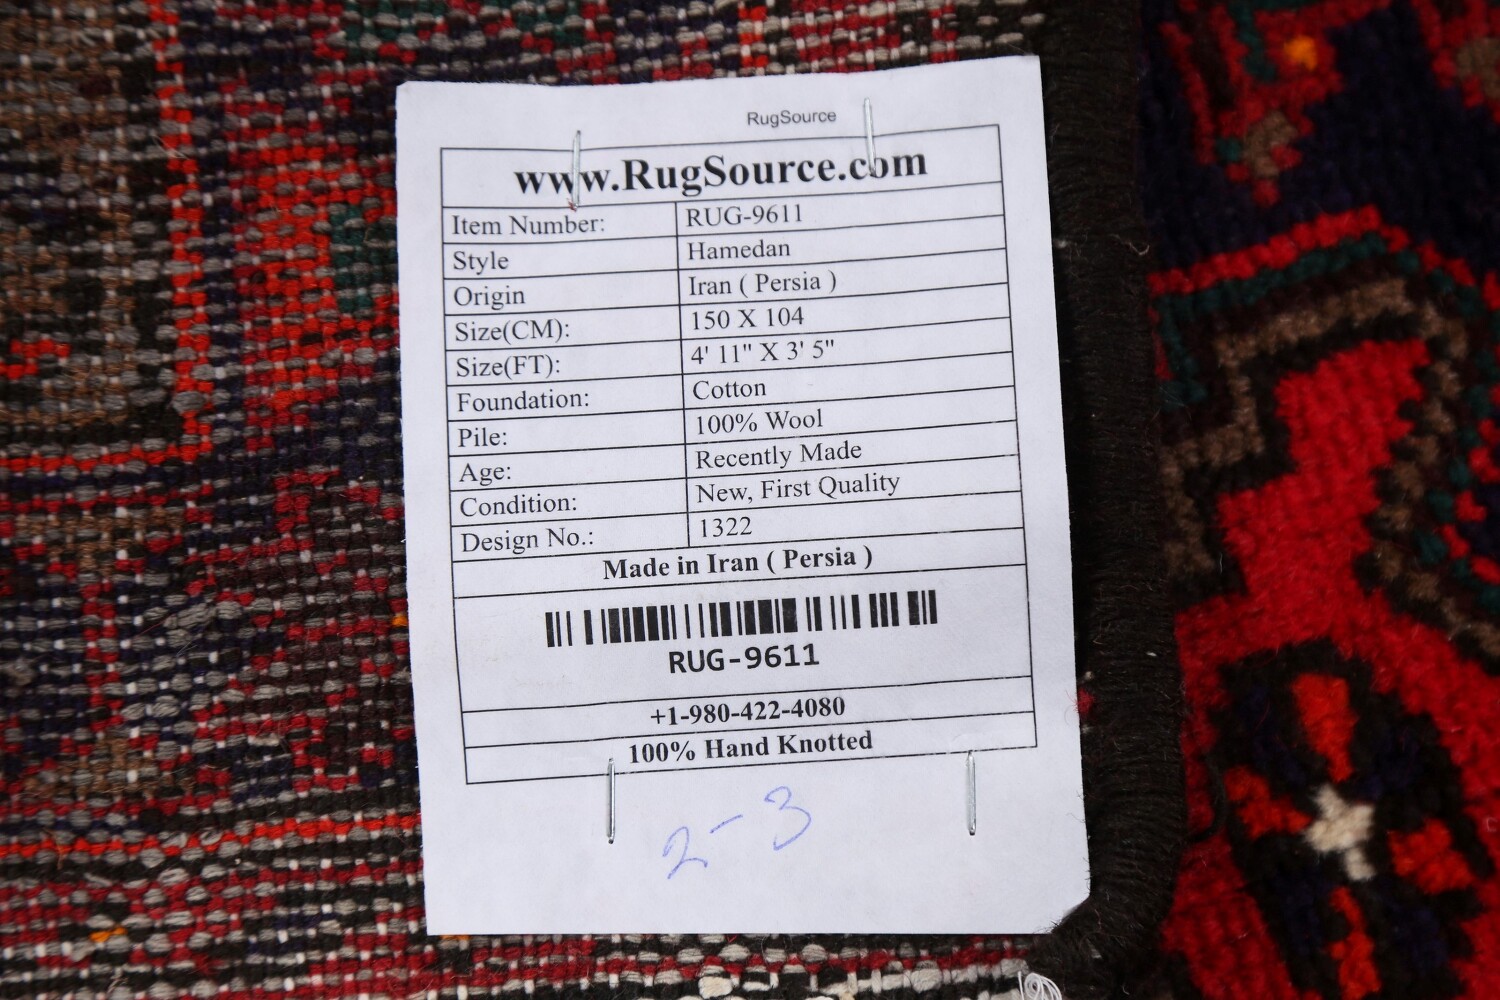 RugSource
www.RugSource.com
Item Number: RUG-9611
Style Hamedan
Origin Iran ( Persia )
Size(CM): 150 X 104
Size(FT): 4' 11" X 3' 5"
Foundation: Cotton
Pile: 100% Wool
Age: Recently Made
Condition: New, First Quality
Design No.: 1322
Made in Iran ( Persia )
RUG-9611
+1-980-422-4080
100% Hand Knotted
2-3